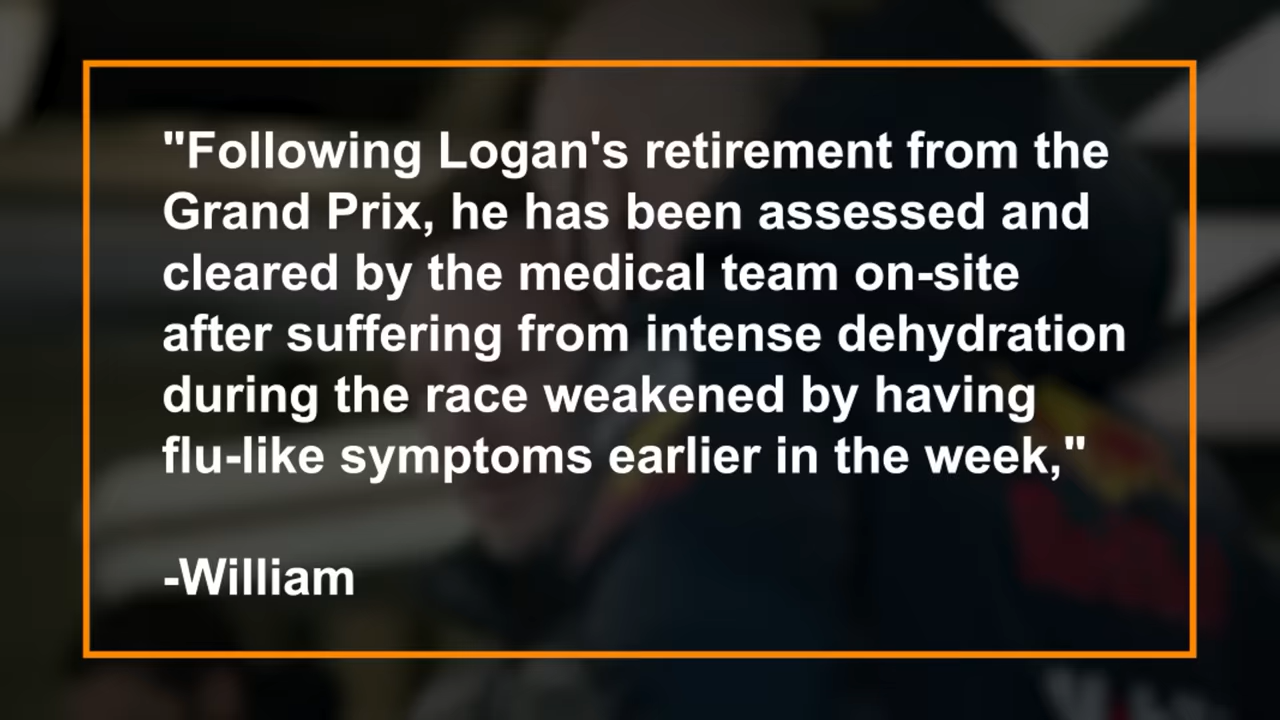 "Following Logan's retirement from the
Grand Prix, he has been assessed and
cleared by the medical team on-site
after suffering from intense dehydration
during the race weakened by having
flu-like symptoms earlier in the week,"
-William